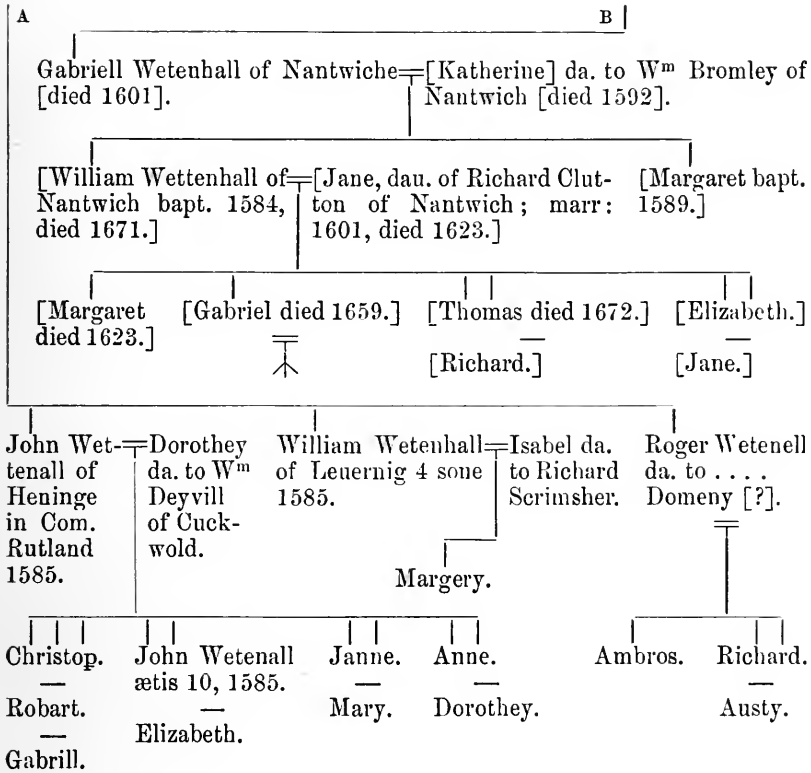 A
B
Gabriell Wetenhall of Nantwiche=[Katherine] da. to Wᵐ Bromley of
[died 1601].
Nantwich [died 1592].
[William Wettenhall of
Nantwich bapt. 1584,
died 1671.]
[Jane, dau. of Richard Clut-
ton of Nantwich; marr:
1601, died 1623.]
[Margaret bapt.
1589.]
[Margaret
died 1623.]
[Gabriel died 1659.]
[Thomas died 1672.]
—
[Richard.]
[Elizabeth.]
—
[Jane.]
John Wet-
tenall of
Heninge
in Com.
Rutland
1585.
Dorothey
da. to Wᵐ
Deyvill
of Cuck-
wold.
William Wetenhall
of Leuernig 4 sone
1585.
Isabel da.
to Richard
Scrimsher.
Roger Wetenell
da. to . . . .
Domeny [?].
Margery.
Christop.
—
Robart.
—
Gabrill.
John Wetenall
ætis 10, 1585.
—
Elizabeth.
Janne.
—
Mary.
Anne.
—
Dorothey.
Ambros.
Richard.
—
Austy.